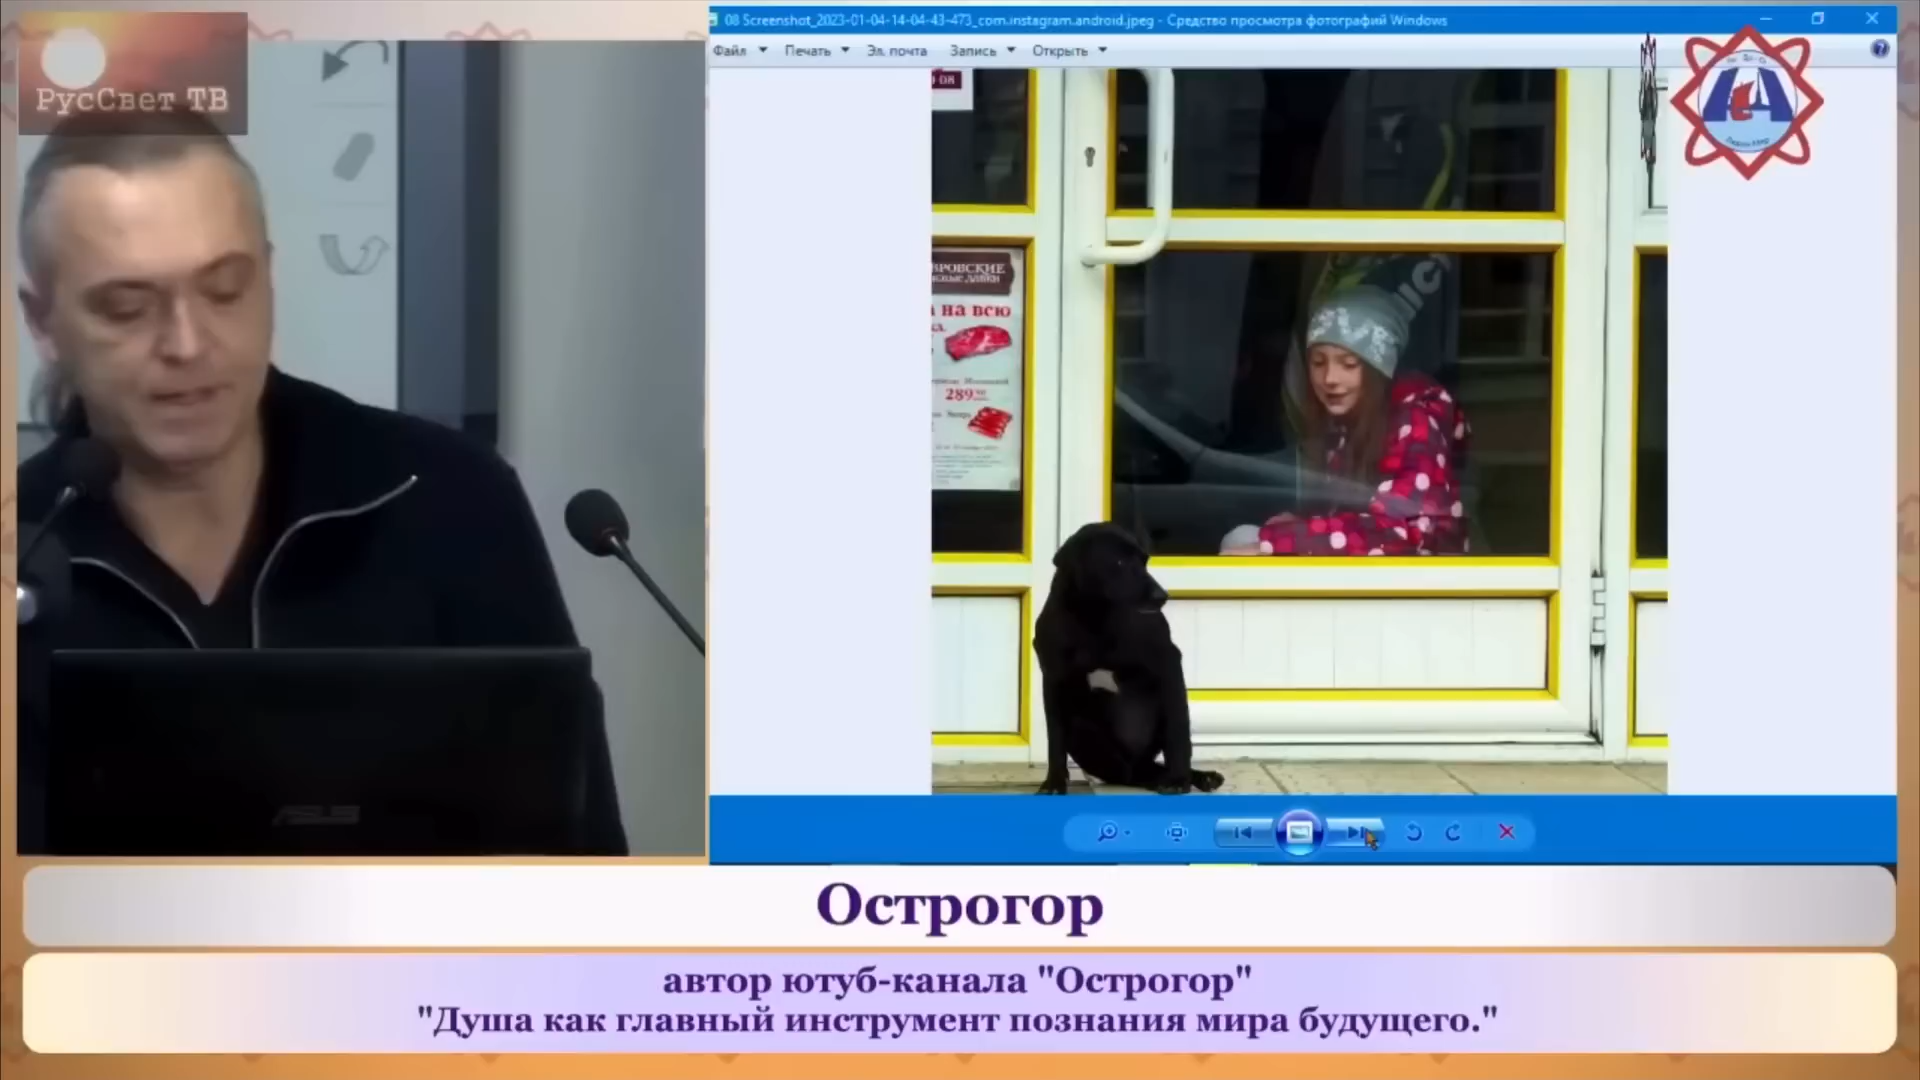 РусСвет ТВ
08 Screenshot_2023-01-04-14-04-43-473_com.instagram.android.jpeg - Средство просмотра фотографий Windows
Файл Печать Эл. почта Запись Открыть
08
на всю
289
ASUS
Острогор
автор ютуб-канала "Острогор"
"Душа как главный инструмент познания мира будущего."